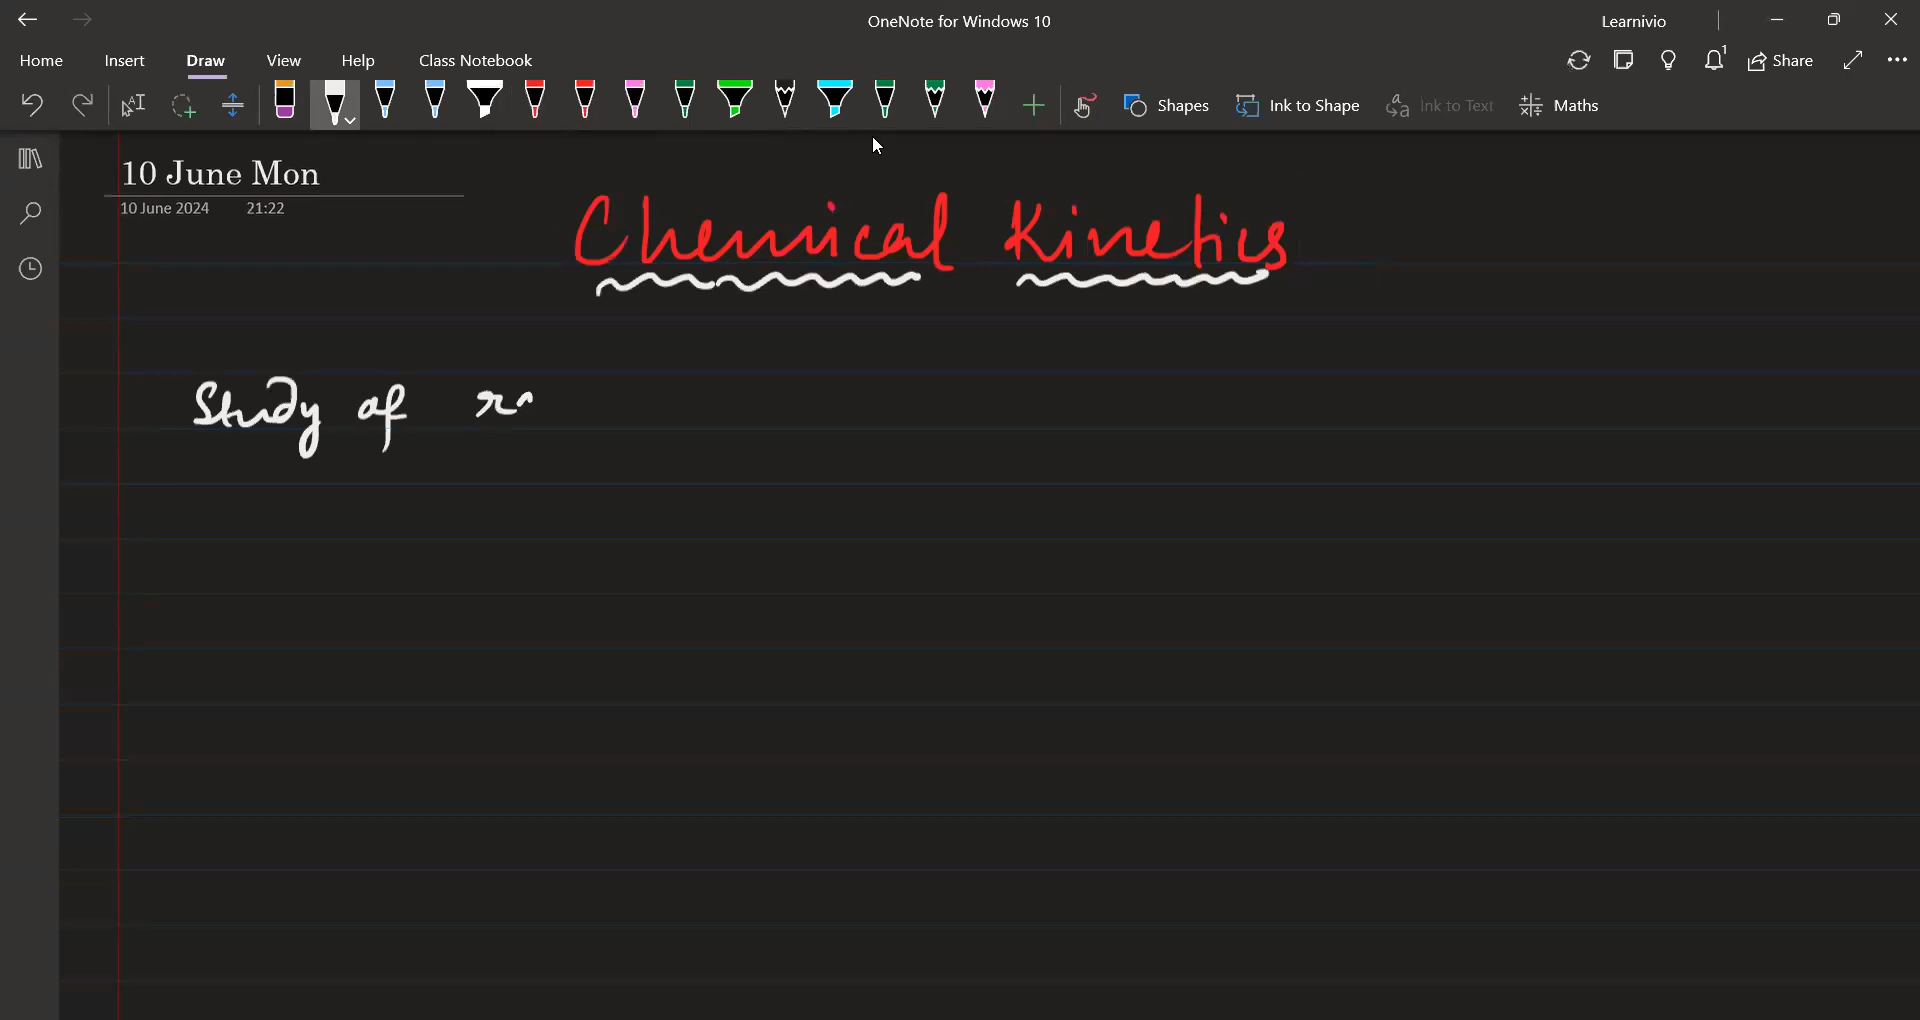 OneNote for Windows 10
Learnivio
Home Insert Draw View Help Class Notebook
1
Share
Shapes Ink to Shape Ink to Text Maths
10 June Mon
10 June 2024 21:22
Chemical Kinetics
Study of